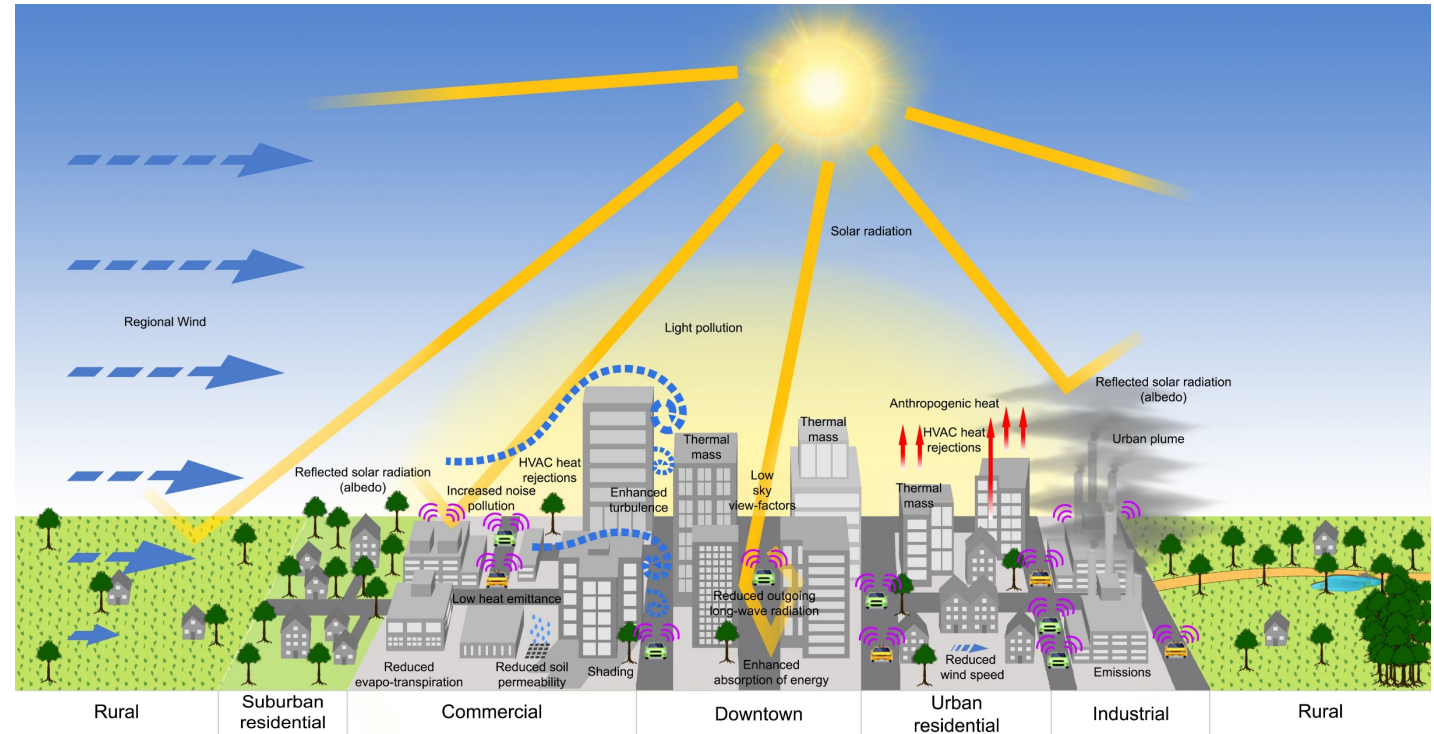 Solar radiation
Regional Wind
Light pollution
Reflected solar radiation
(albedo)
Anthropogenic heat
HVAC heat
rejections
Urban plume
Thermal
mass
Thermal
mass
Reflected solar radiation
(albedo)
HVAC heat
rejections
Increased noise
pollution
Enhanced
turbulence
Low
sky
view-factors
Thermal
mass
Low heat emittance
Reduced outgoing
long-wave radiation
Reduced
evapo-transpiration
Reduced soil
permeability
Shading
Enhanced
absorption of energy
Reduced
wind speed
Emissions
Rural
Suburban
residential
Commercial
Downtown
Urban
residential
Industrial
Rural